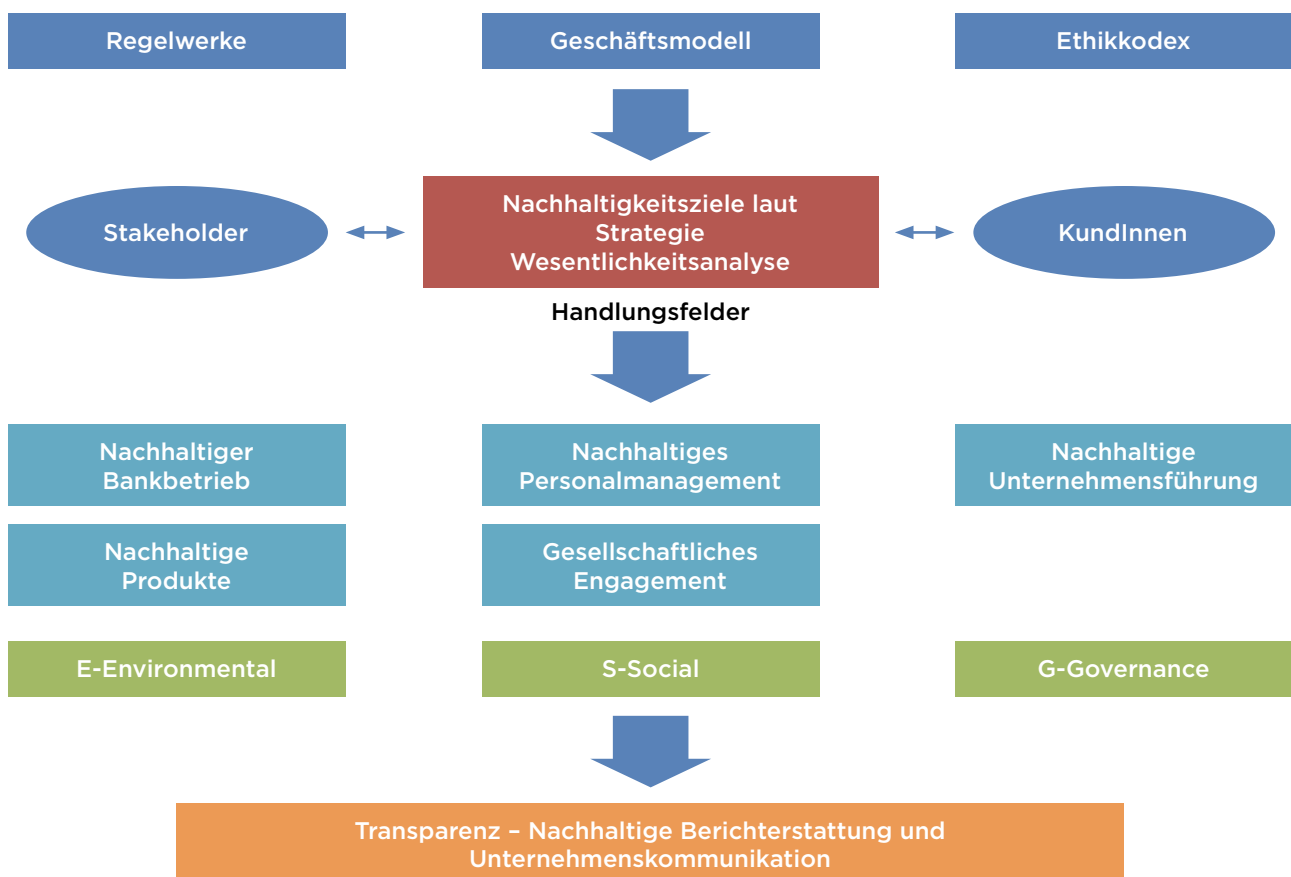 Regelwerke
Geschäftsmodell
Ethikkodex
Stakeholder
Nachhaltigkeitsziele laut
Strategie
Wesentlichkeitsanalyse
KundInnen
Handlungsfelder
Nachhaltiger
Bankbetrieb
Nachhaltiges
Personalmanagement
Nachhaltige
Unternehmensführung
Nachhaltige
Produkte
Gesellschaftliches
Engagement
E-Environmental
S-Social
G-Governance
Transparenz – Nachhaltige Berichterstattung und
Unternehmenskommunikation